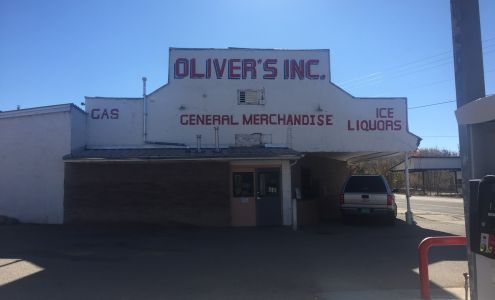 OLIVER'S INC.
GAS
GENERAL MERCHANDISE
ICE
LIQUORS